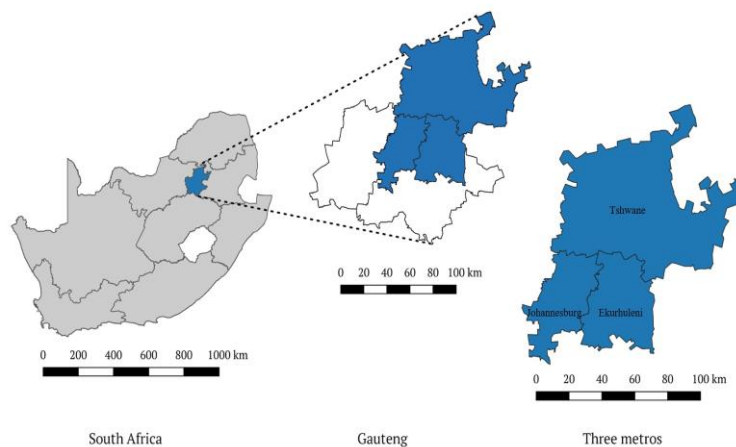 Tshwane
Johannesburg
Ekurhuleni
0 20 40 60 80 100 km
0 200 400 600 800 1000 km
0 20 40 60 80 100 km
South Africa
Gauteng
Three metros